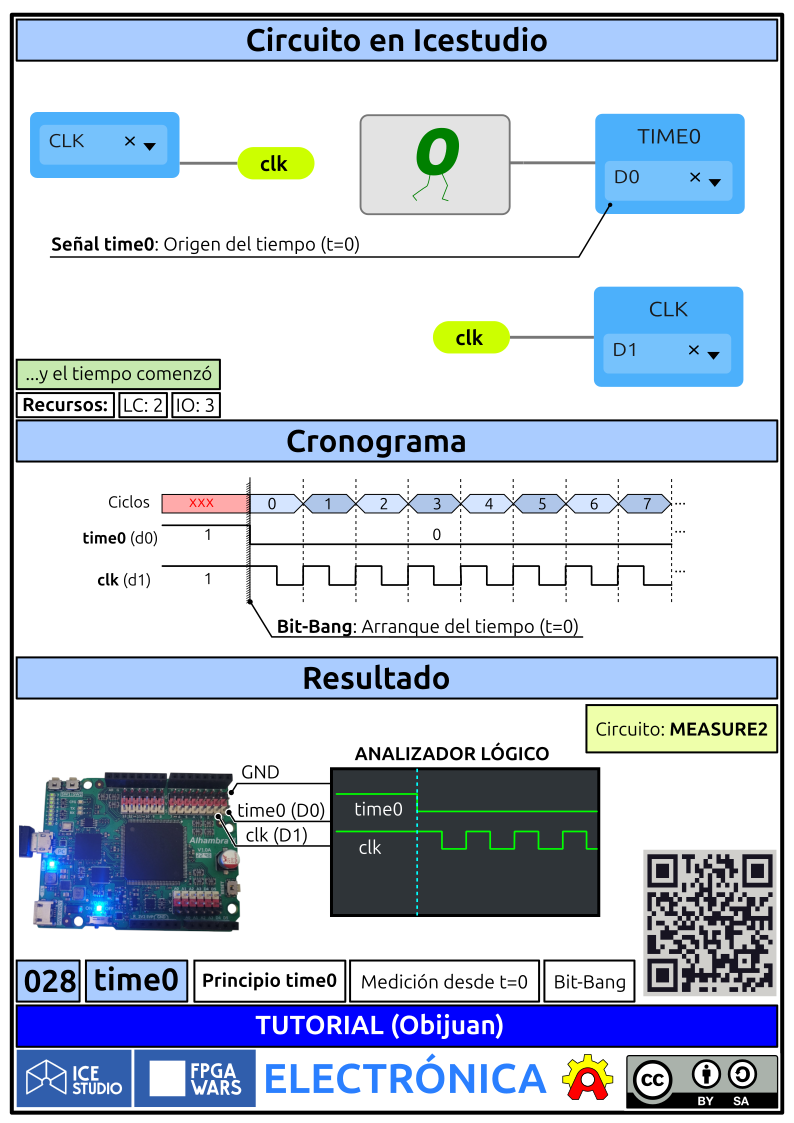 Circuito en Icestudio
CLK
clk
0
TIME0
D0
Señal time0: Origen del tiempo (t=0)
CLK
clk
D1
...y el tiempo comenzó
Recursos: LC: 2 IO: 3
Cronograma
Ciclos XXX 0 1 2 3 4 5 6 7 ...
time0 (d0) 1 0 ...
clk (d1) 1 ...
Bit-Bang: Arranque del tiempo (t=0)
Resultado
Circuito: MEASURE2
ANALIZADOR LÓGICO
GND
time0 (D0)
clk (D1)
time0
clk
Alhambra
028 time0 Principio time0 Medición desde t=0 Bit-Bang
TUTORIAL (Obijuan)
ICE STUDIO
FPGA WARS
ELECTRÓNICA
A
cc
BY SA